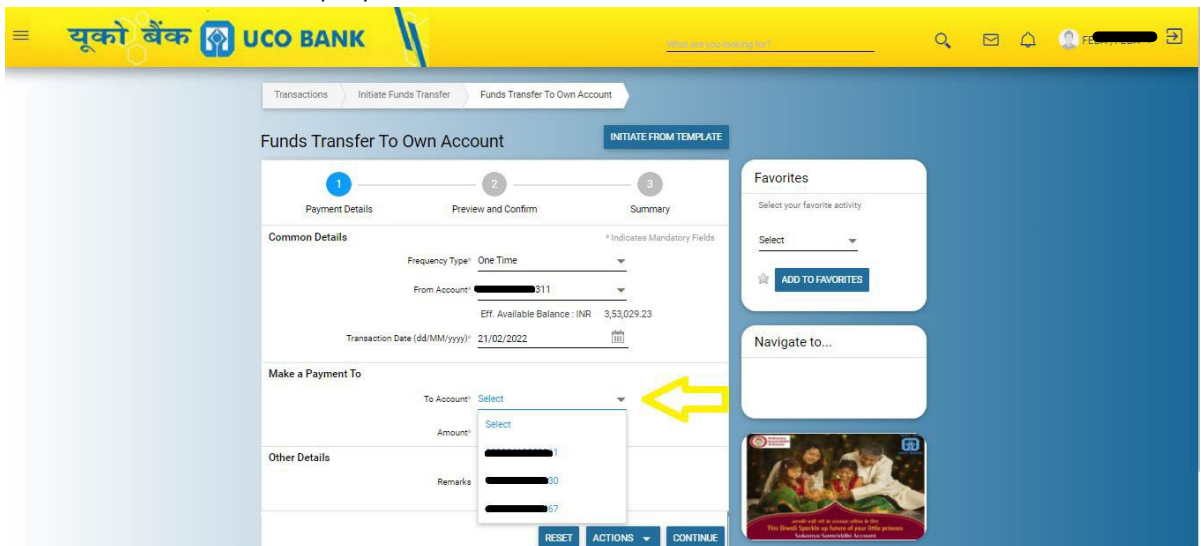 यूको बैंक UCO BANK
What are you looking for?
Transactions Initiate Funds Transfer Funds Transfer To Own Account
Funds Transfer To Own Account
INITIATE FROM TEMPLATE
1 2 3
Payment Details Preview and Confirm Summary
Common Details * Indicates Mandatory Fields
Frequency Type* One Time
From Account* 311
Eff. Available Balance : INR 3,53,029.23
Transaction Date (dd/MM/yyyy)* 21/02/2022
Make a Payment To
To Account* Select
Select
Amount*
1
Other Details
Remarks 30
67
RESET ACTIONS CONTINUE
Favorites
Select your favorite activity
Select
ADD TO FAVORITES
Navigate to...
UCO BANK
This Diwali Sparkle up future of your little princess
Sukanya Samriddhi Account